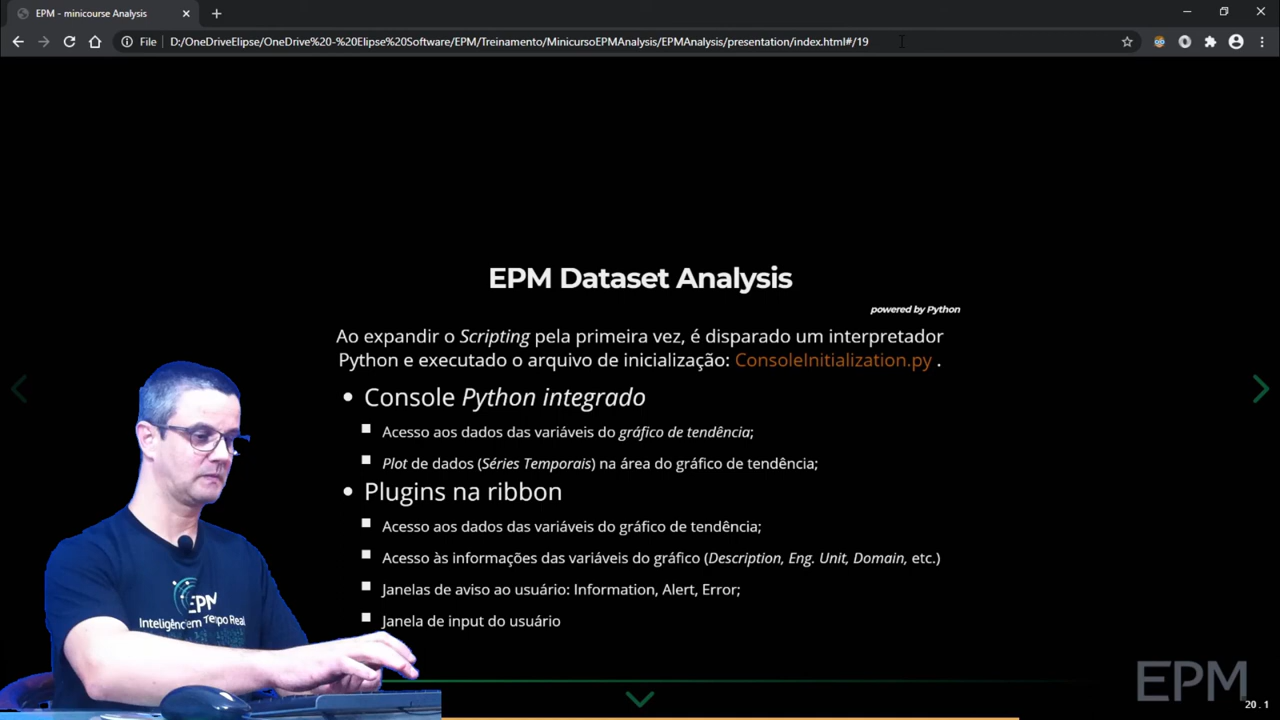 EPM - minicourse Analysis
File
D:/OneDriveElipse/OneDrive%20-%20Elipse%20Software/EPM/Treinamento/MinicursoEPMAnalysis/EPMAnalysis/presentation/index.html#/19
EPM Dataset Analysis
powered by Python
Ao expandir o Scripting pela primeira vez, é disparado um interpretador
Python e executado o arquivo de inicialização: ConsoleInitialization.py .
Console Python integrado
Acesso aos dados das variáveis do gráfico de tendência;
Plot de dados (Séries Temporais) na área do gráfico de tendência;
Plugins na ribbon
Acesso aos dados das variáveis do gráfico de tendência;
Acesso às informações das variáveis do gráfico (Description, Eng. Unit, Domain, etc.)
Janelas de aviso ao usuário: Information, Alert, Error;
Janela de input do usuário
EPM
Inteligência em Tempo Real
EPM
20.1